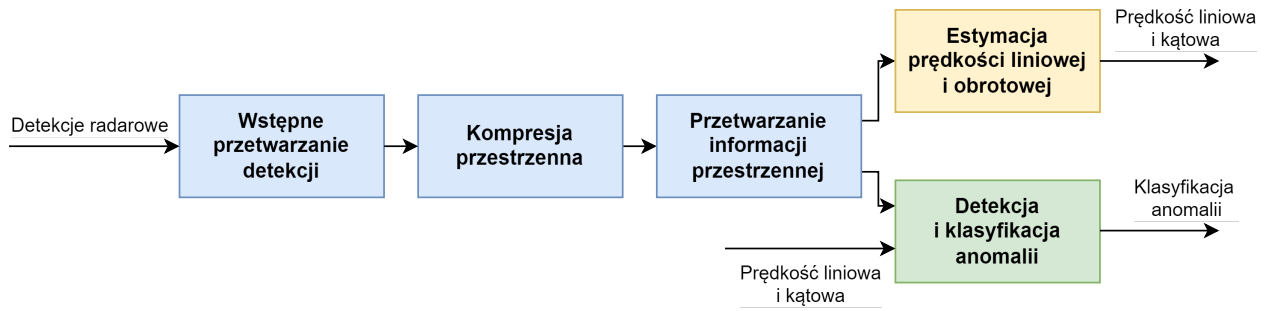 Detekcje radarowe
Wstępne
przetwarzanie
detekcji
Kompresja
przestrzenna
Przetwarzanie
informacji
przestrzennej
Estymacja
prędkości liniowej
i obrotowej
Prędkość liniowa
i kątowa
Prędkość liniowa
i kątowa
Detekcja
i klasyfikacja
anomalii
Klasyfikacja
anomalii